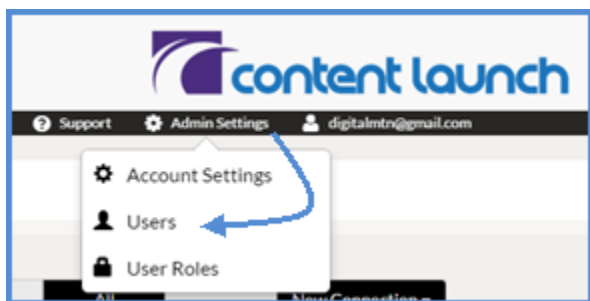 content launch
Support Admin Settings digitalmtn@gmail.com
Account Settings
Users
User Roles
All New Connection